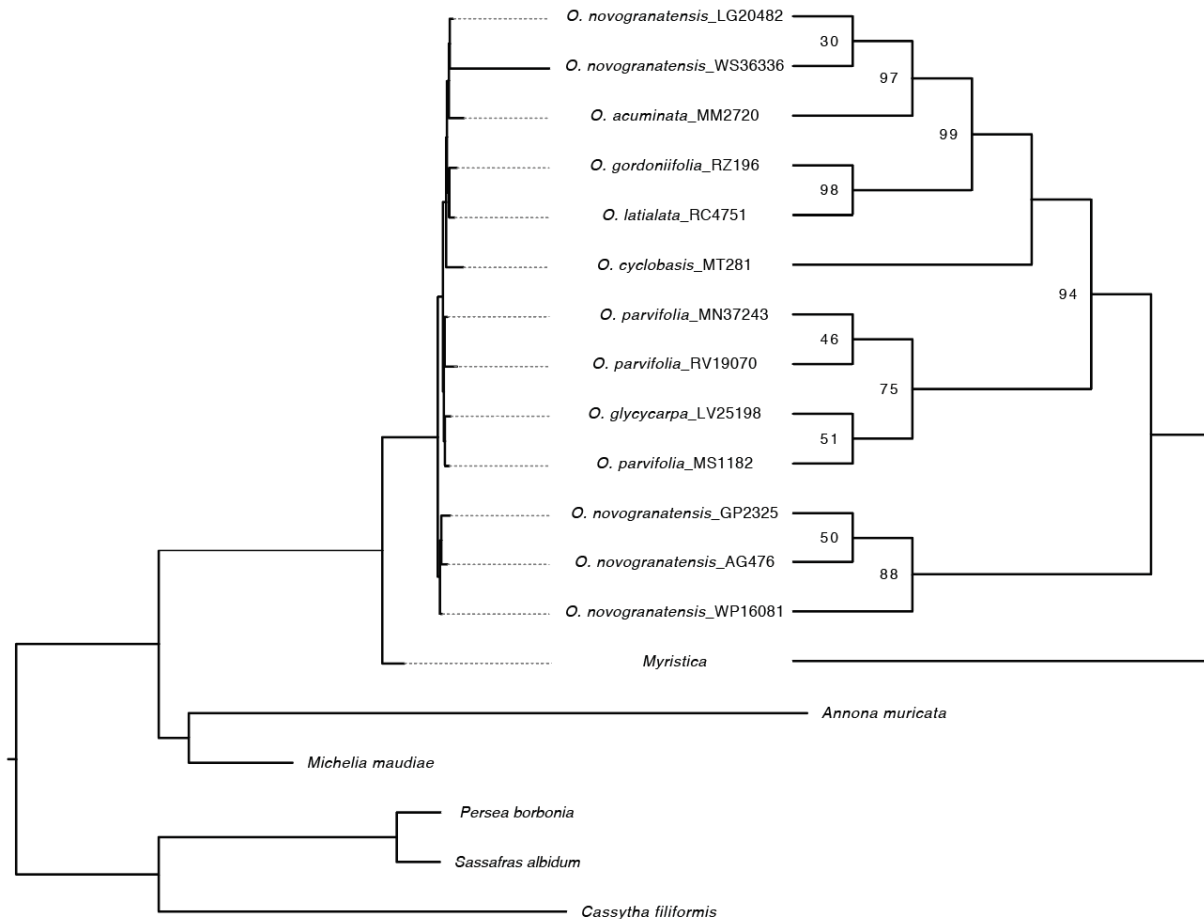 O. novogranatensis_LG20482
30
O. novogranatensis_WS36336
97
O. acuminata_MM2720
99
O. gordoniifolia_RZ196
98
O. latialata_RC4751
O. cyclobasis_MT281
94
O. parvifolia_MN37243
46
O. parvifolia_RV19070
75
O. glycycarpa_LV25198
51
O. parvifolia_MS1182
O. novogranatensis_GP2325
50
O. novogranatensis_AG476
88
O. novogranatensis_WP16081
Myristica
Annona muricata
Michelia maudiae
Persea borbonia
Sassafras albidum
Cassytha filiformis